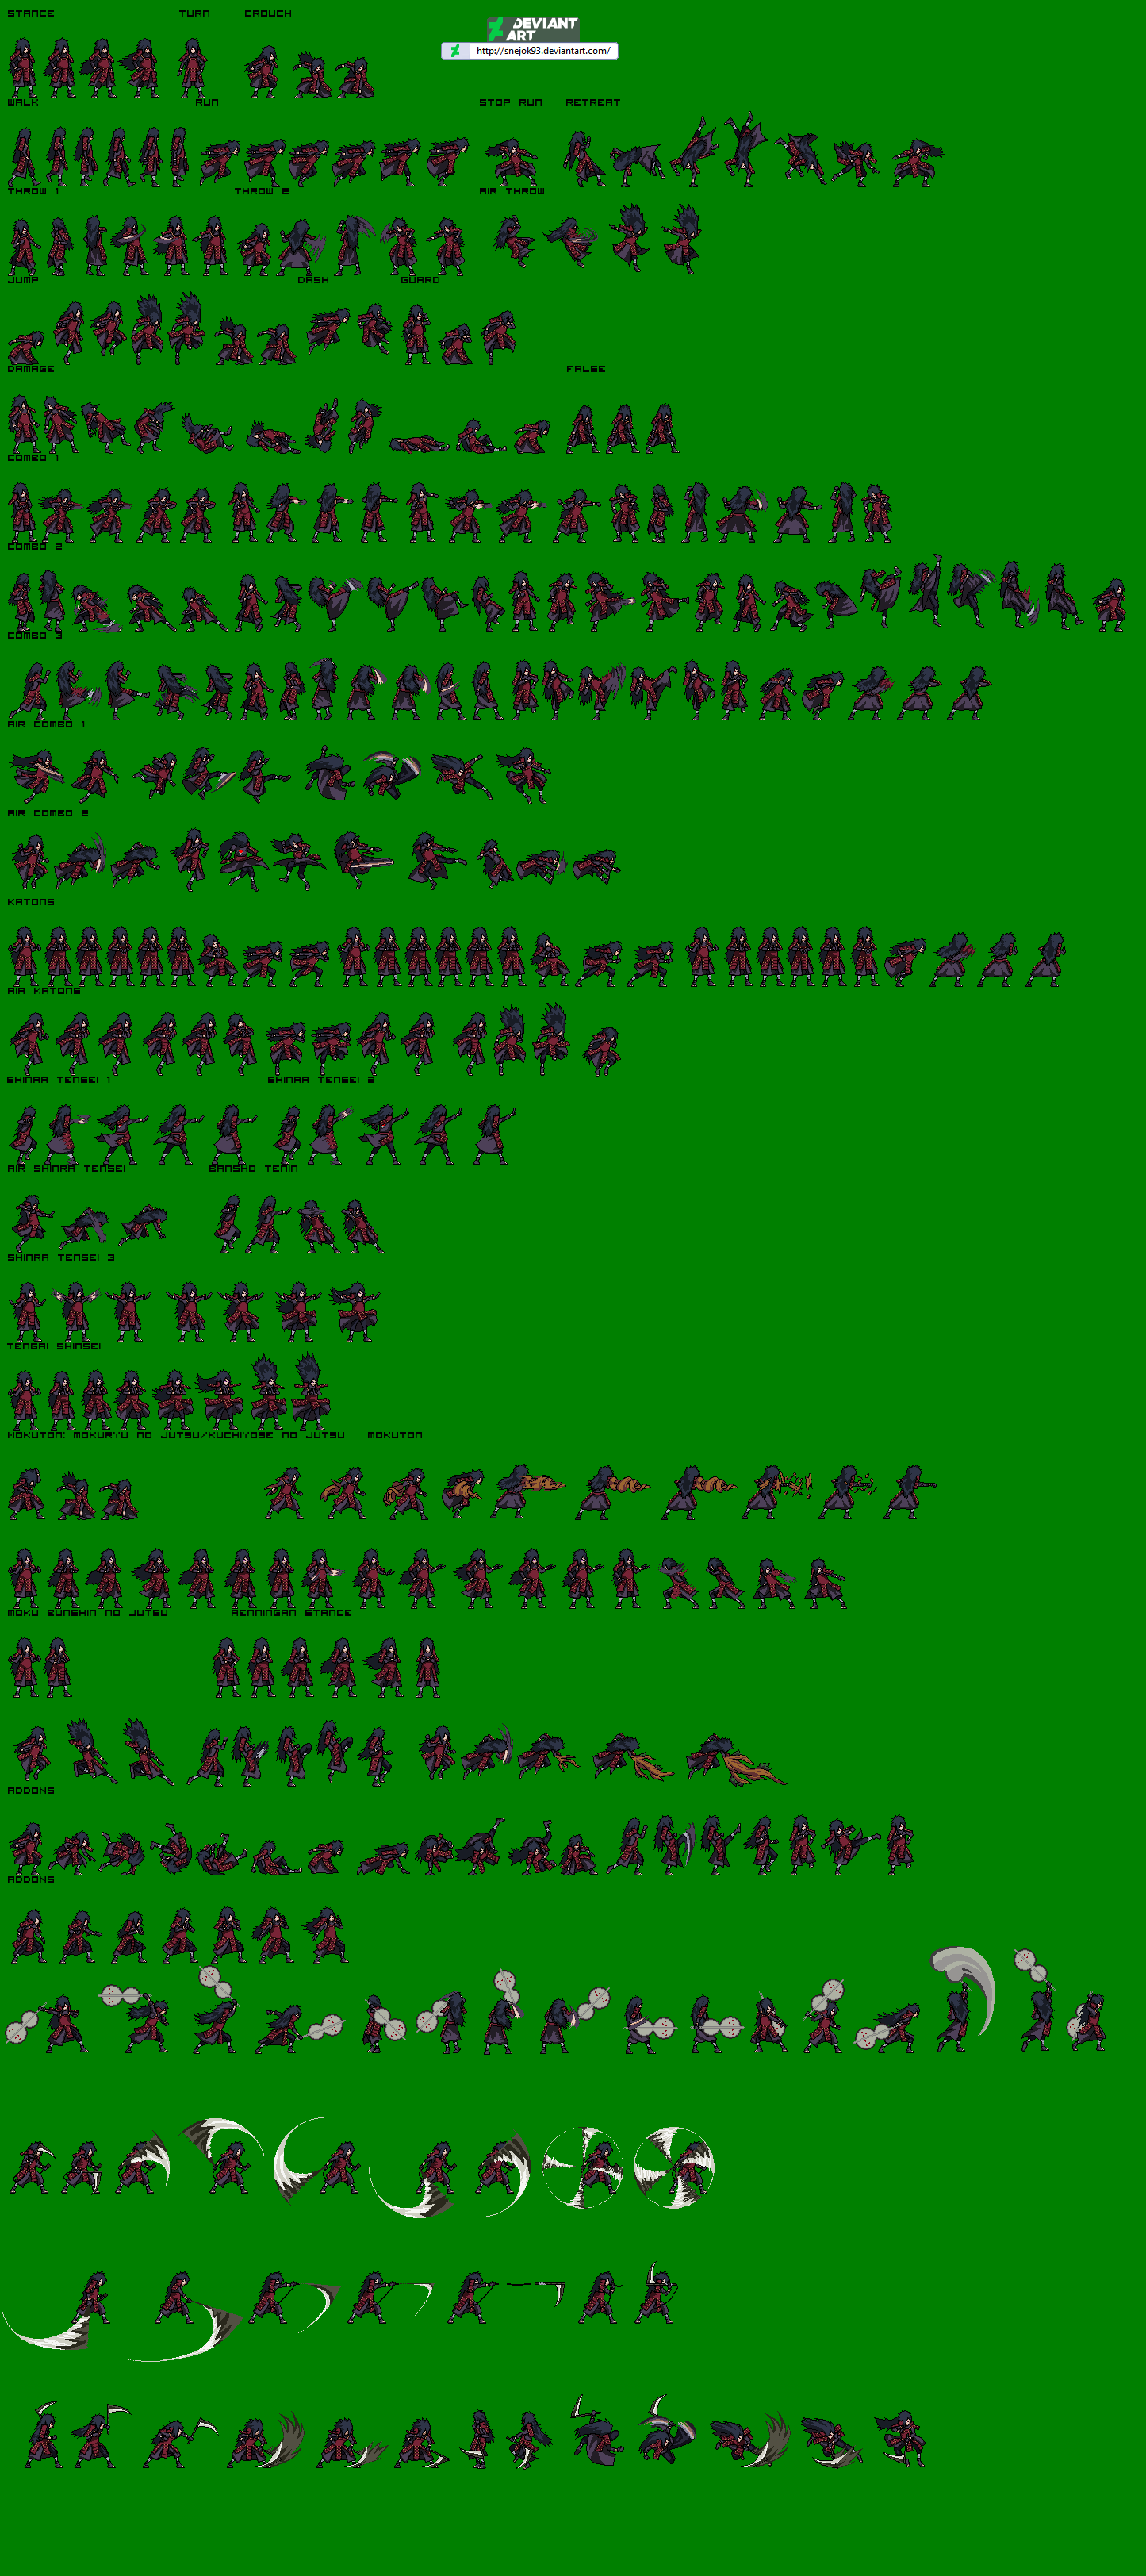 STANCE TURN CROUCH
DEVIANT
ART
http://snejok93.deviantart.com/
WALK RUN STOP RUN RETREAT
THROW 1 THROW 2 AIR THROW
JUMP DASH GUARD
DAMAGE FALSE
COMBO 1
COMBO 2
COMBO 3
AIR COMBO 1
AIR COMBO 2
KATONS
AIR KATONS
SHINRA TENSEI 1 SHINRA TENSEI 2
AIR SHINRA TENSEI BANSHO TENIN
SHINRA TENSEI 3
TENGAI SHINSEI
MOKUTON: MOKURYU NO JUTSU/KUCHIYOSE NO JUTSU MOKUTON
MOKU BUNSHIN NO JUTSU RENNINGAN STANCE
ADDONS
ADDONS